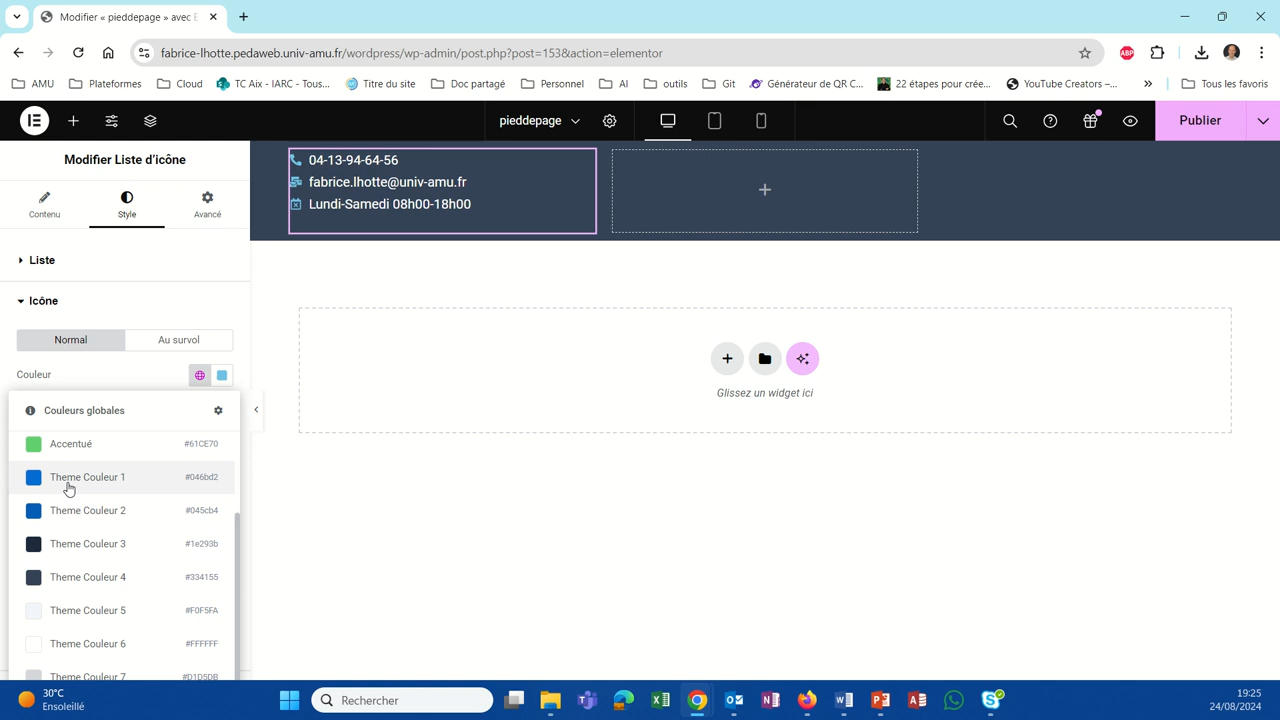 Modifier « pieddepage » avec E
fabrice-lhotte.pedaweb.univ-amu.fr/wordpress/wp-admin/post.php?post=153&action=elementor
AMU Plateformes Cloud TC Aix - IARC - Tous... Titre du site Doc partagé Personnel AI outils Git Générateur de QR C... 22 étapes pour crée... YouTube Creators –... » Tous les favoris
pieddepage Publier
Modifier Liste d'icône
Contenu Style Avancé
Liste
Icône
Normal Au survol
Couleur
Couleurs globales
Accentué #61CE70
Theme Couleur 1 #046bd2
Theme Couleur 2 #045cb4
Theme Couleur 3 #1e293b
Theme Couleur 4 #334155
Theme Couleur 5 #F0F5FA
Theme Couleur 6 #FFFFFF
Theme Couleur 7 #D1D5DB
04-13-94-64-56
fabrice.lhotte@univ-amu.fr
Lundi-Samedi 08h00-18h00
Glissez un widget ici
30°C
Ensoleillé
Rechercher
19:25
24/08/2024